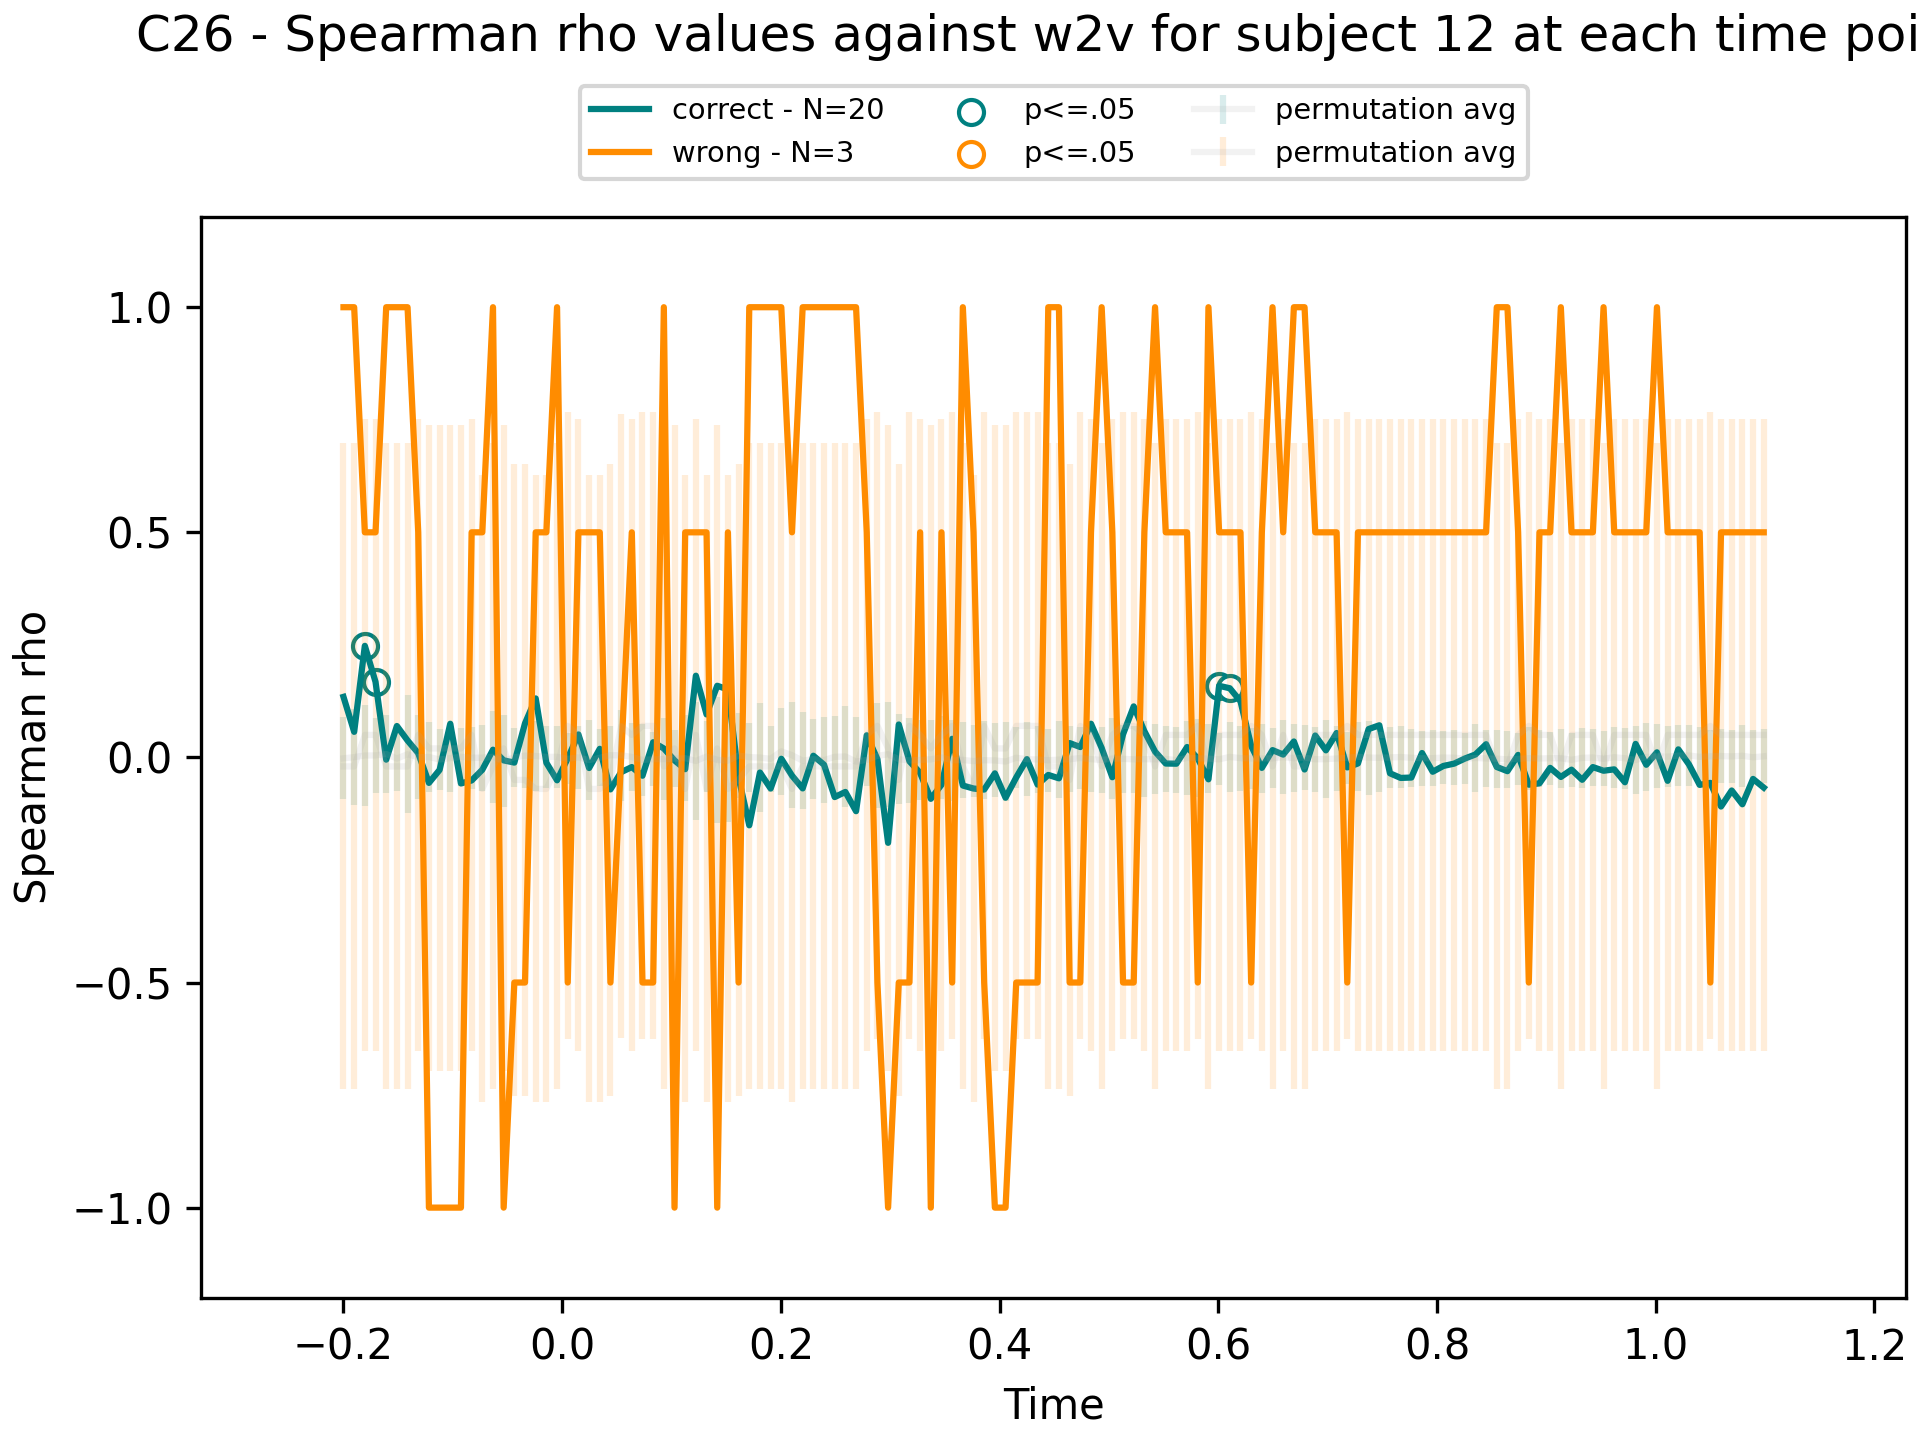 C26 - Spearman rho values against w2v for subject 12 at each time poi
correct - N=20
wrong - N=3
p<=.05
p<=.05
permutation avg
permutation avg
Spearman rho
1.0
0.5
0.0
−0.5
−1.0
−0.2
0.0
0.2
0.4
0.6
0.8
1.0
1.2
Time